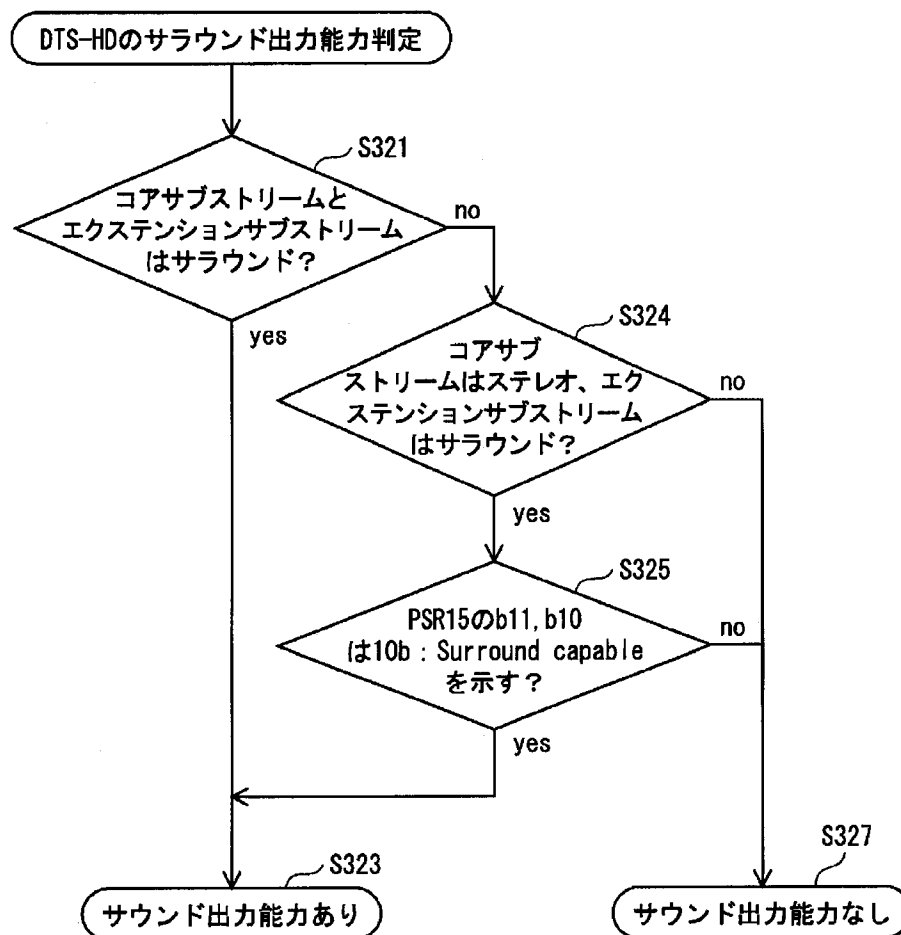 DTS-HDのサラウンド出力能力判定
S321
コアサブストリームと
エクステンションサブストリーム
はサラウンド？
no
yes
S324
コアサブ
ストリームはステレオ、エク
ステンションサブストリーム
はサラウンド？
no
yes
S325
PSR15のb11,b10
は10b：Surround capable
を示す？
no
yes
S323
サウンド出力能力あり
S327
サウンド出力能力なし